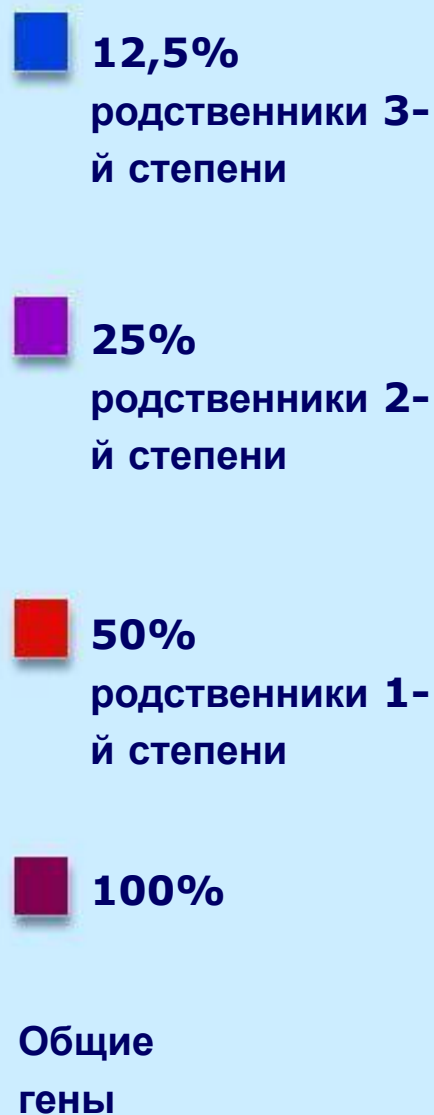 12,5%
родственники 3-
й степени
25%
родственники 2-
й степени
50%
родственники 1-
й степени
100%
Общие
гены